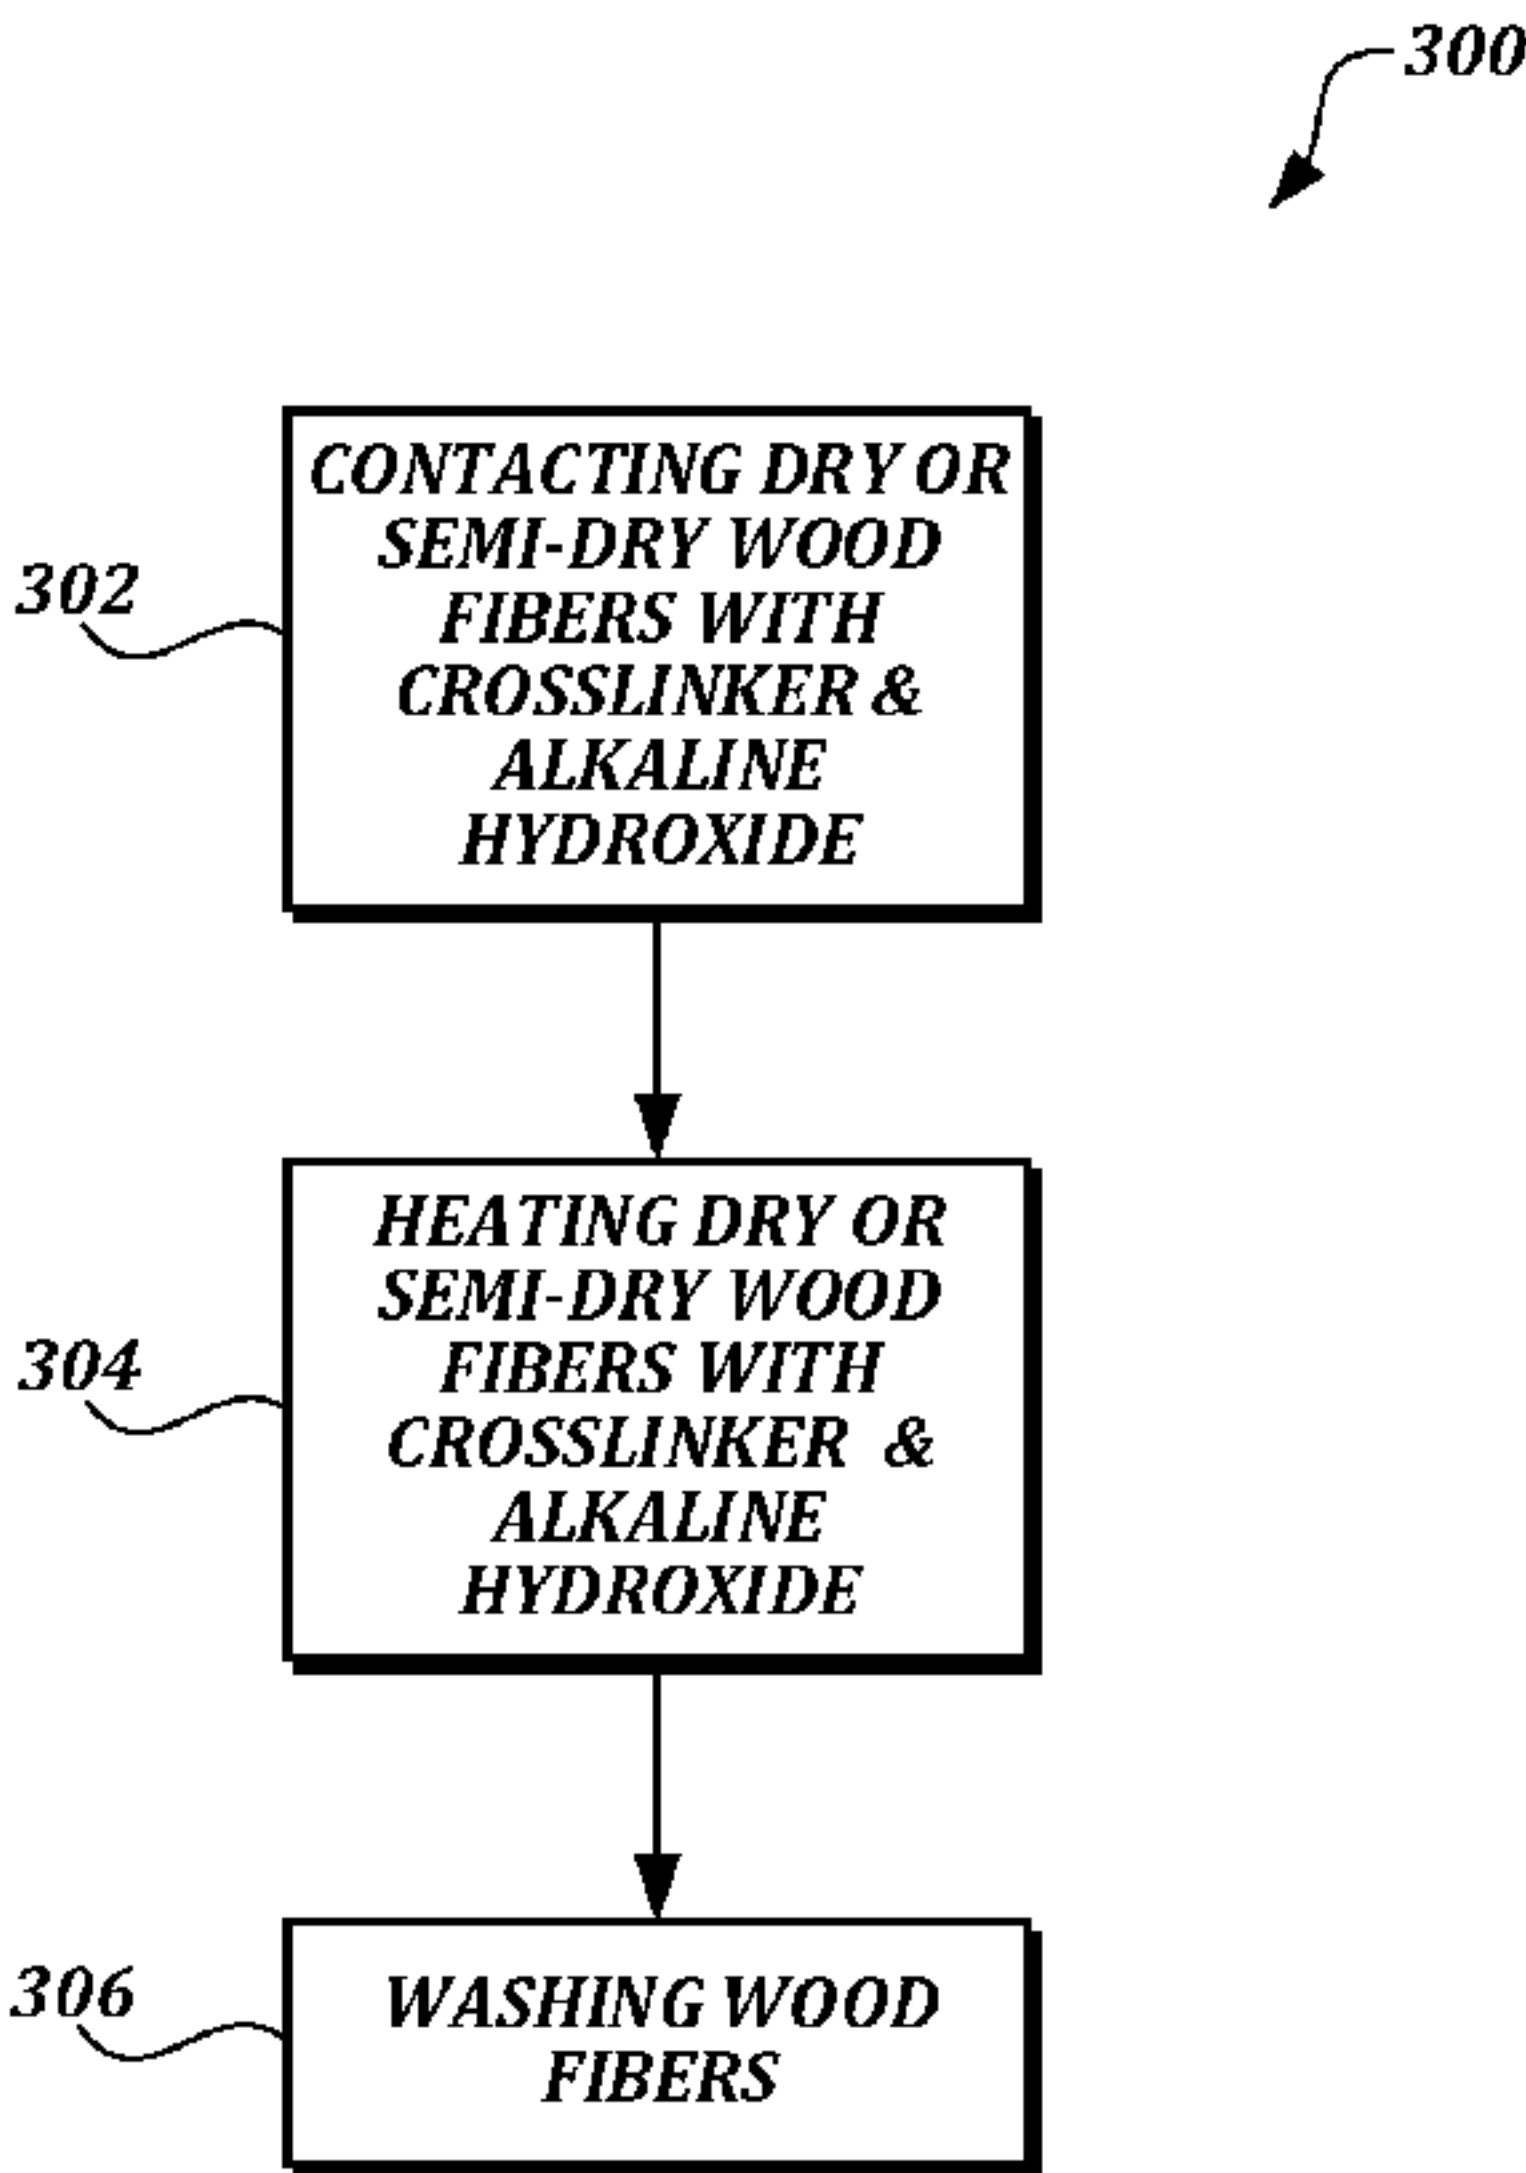 300
302
CONTACTING DRY OR
SEMI-DRY WOOD
FIBERS WITH
CROSSLINKER &
ALKALINE
HYDROXIDE
304
HEATING DRY OR
SEMI-DRY WOOD
FIBERS WITH
CROSSLINKER &
ALKALINE
HYDROXIDE
306
WASHING WOOD
FIBERS